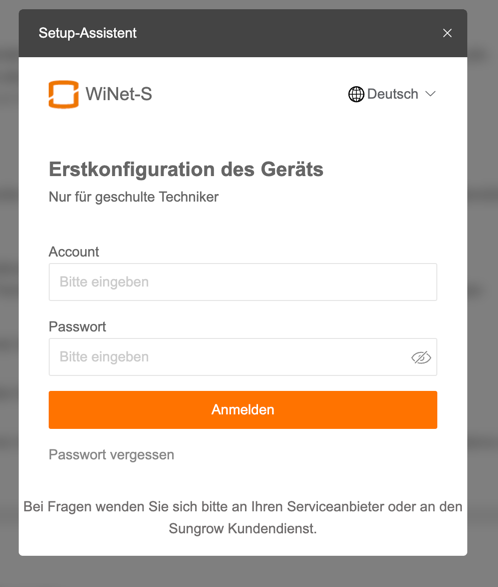 Setup-Assistent
WiNet-S
Deutsch
Erstkonfiguration des Geräts
Nur für geschulte Techniker
Account
Bitte eingeben
Passwort
Bitte eingeben
Anmelden
Passwort vergessen
Bei Fragen wenden Sie sich bitte an Ihren Serviceanbieter oder an den
Sungrow Kundendienst.